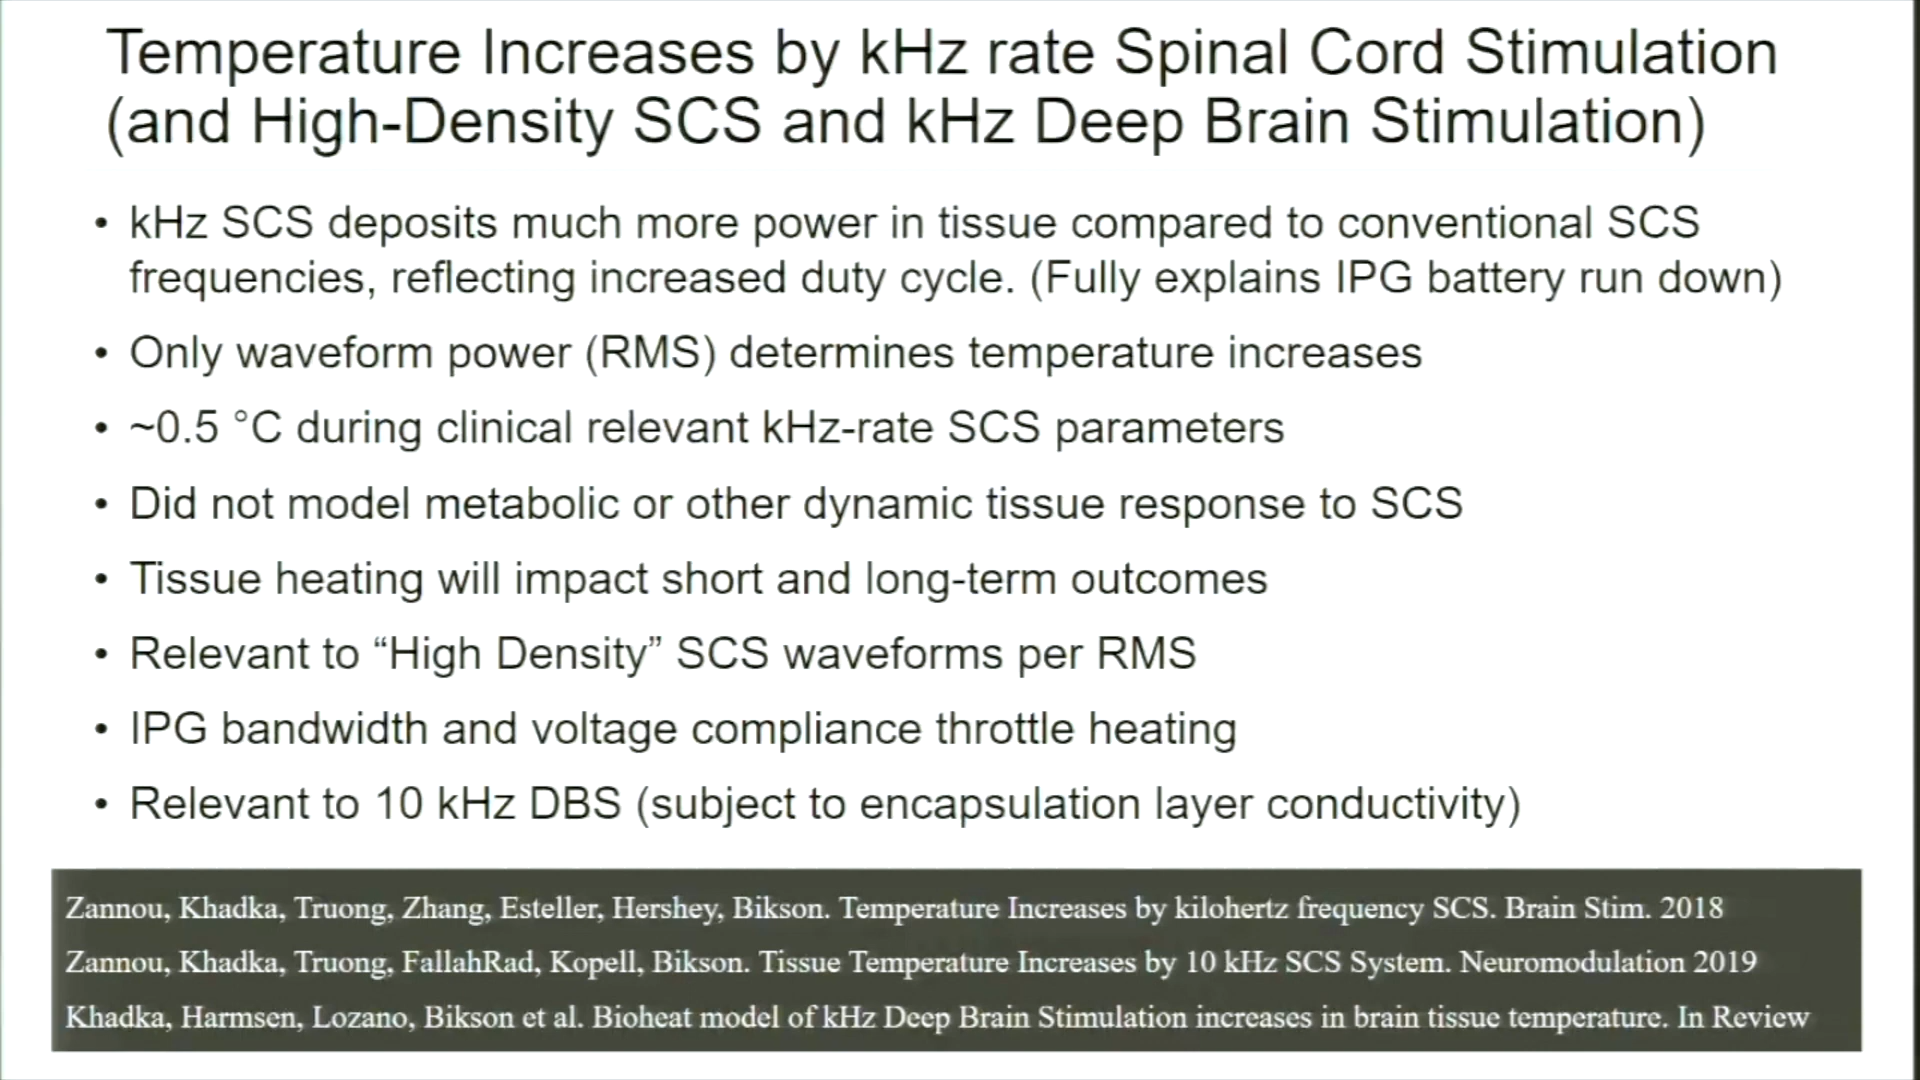 Temperature Increases by kHz rate Spinal Cord Stimulation
(and High-Density SCS and kHz Deep Brain Stimulation)
• kHz SCS deposits much more power in tissue compared to conventional SCS
frequencies, reflecting increased duty cycle. (Fully explains IPG battery run down)
• Only waveform power (RMS) determines temperature increases
• ~0.5 °C during clinical relevant kHz-rate SCS parameters
• Did not model metabolic or other dynamic tissue response to SCS
• Tissue heating will impact short and long-term outcomes
• Relevant to “High Density” SCS waveforms per RMS
• IPG bandwidth and voltage compliance throttle heating
• Relevant to 10 kHz DBS (subject to encapsulation layer conductivity)
Zannou, Khadka, Truong, Zhang, Esteller, Hershey, Bikson. Temperature Increases by kilohertz frequency SCS. Brain Stim. 2018
Zannou, Khadka, Truong, FallahRad, Kopell, Bikson. Tissue Temperature Increases by 10 kHz SCS System. Neuromodulation 2019
Khadka, Harmsen, Lozano, Bikson et al. Bioheat model of kHz Deep Brain Stimulation increases in brain tissue temperature. In Review